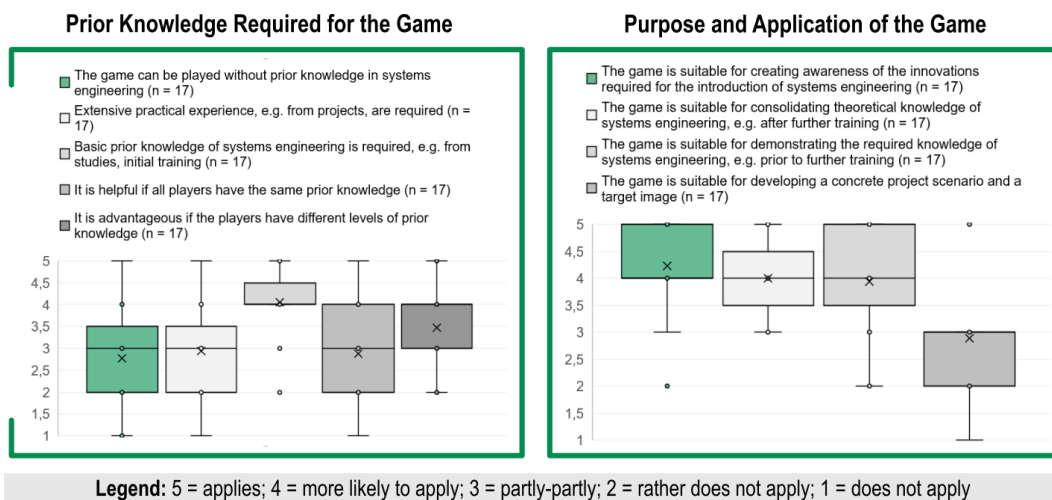 Prior Knowledge Required for the Game
The game can be played without prior knowledge in systems
engineering (n = 17)
Extensive practical experience, e.g. from projects, are required (n =
17)
Basic prior knowledge of systems engineering is required, e.g. from
studies, initial training (n = 17)
It is helpful if all players have the same prior knowledge (n = 17)
It is advantageous if the players have different levels of prior
knowledge (n = 17)
5
4,5
4
3,5
3
2,5
2
1,5
1
Purpose and Application of the Game
The game is suitable for creating awareness of the innovations
required for the introduction of systems engineering (n = 17)
The game is suitable for consolidating theoretical knowledge of
systems engineering, e.g. after further training (n = 17)
The game is suitable for demonstrating the required knowledge of
systems engineering, e.g. prior to further training (n = 17)
The game is suitable for developing a concrete project scenario and a
target image (n = 17)
5
4,5
4
3,5
3
2,5
2
1,5
1
Legend: 5 = applies; 4 = more likely to apply; 3 = partly-partly; 2 = rather does not apply; 1 = does not apply